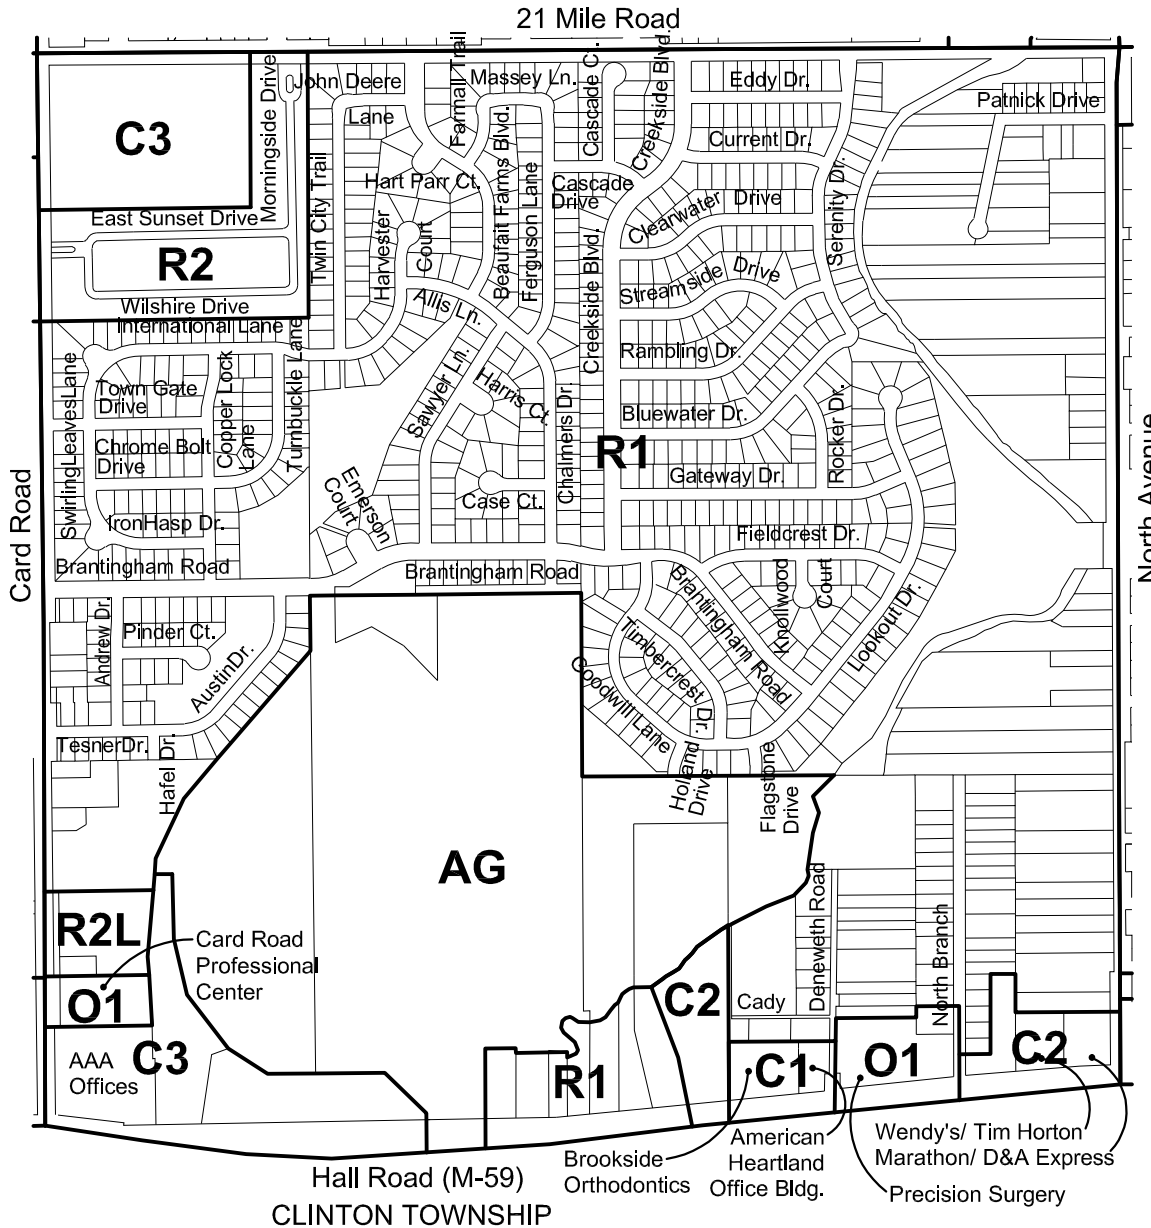 21 Mile Road
John Deere
Lane
Farmall Trail
Massey Ln.
Cascade C.
Creekside Blvd.
Eddy Dr.
Patnick Drive
Morningside Drive
C3
Current Dr.
Hart Parr Ct.
Beaufait Farms Blvd.
Ferguson Lane
Cascade
Drive
Clearwater Drive
Serenity Dr.
East Sunset Drive
Twin City Trail
Harvester
Court
R2
Streamside Drive
Wilshire Drive
International Lane
Allis Ln.
Creekside Blvd.
Rambling Dr.
SwirlingLeavesLane
Town Gate
Drive
Copper Lock
Lane
Turnbuckle Lane
Sawyer Ln.
Harris Ct.
Chalmers Dr.
Bluewater Dr.
Rocker Dr.
Chrome Bolt
Drive
R1
Gateway Dr.
Card Road
North Avenue
Emerson
Court
Case Ct.
IronHasp Dr.
Fieldcrest Dr.
Brantingham Road
Brantingham Road
Brantingham Road
Knollwood
Court
Lookout Dr.
Andrew Dr.
Pinder Ct.
AustinDr.
Timbercrest Dr.
Goodwill Lane
TesnerDr.
Hafel Dr.
Holland
Drive
Flagstone
Drive
AG
R2L
Card Road
Professional
Center
Deneweth Road
North Branch
O1
C2
Cady
AAA
Offices
C3
R1
C1
O1
C2
Brookside
Orthodontics
American
Heartland
Office Bldg.
Wendy's/ Tim Horton
Marathon/ D&A Express
Precision Surgery
Hall Road (M-59)
CLINTON TOWNSHIP